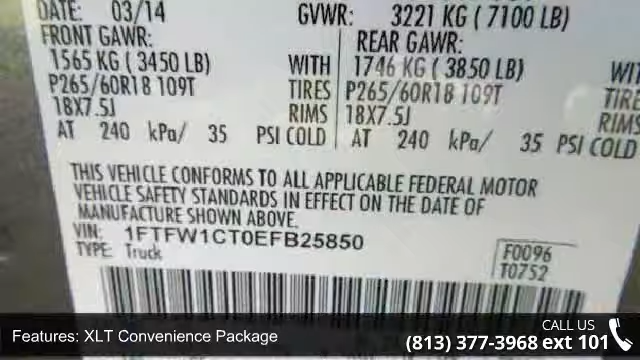 DATE: 03/14 GVWR: 3221 KG ( 7100 LB)
FRONT GAWR: REAR GAWR:
1565 KG ( 3450 LB) WITH 1746 KG ( 3850 LB)
P265/60R18 109T TIRES P265/60R18 109T
18X7.5J RIMS 18X7.5J RIMS
AT 240 kPa/ 35 PSI COLD AT 240 kPa/ 35 PSI COLD
THIS VEHICLE CONFORMS TO ALL APPLICABLE FEDERAL MOTOR
VEHICLE SAFETY STANDARDS IN EFFECT ON THE DATE OF
MANUFACTURE SHOWN ABOVE.
VIN: 1FTFW1CT0EFB25850
TYPE: Truck
F0096
T0752
Features: XLT Convenience Package
(813) 377-3968 ext 101